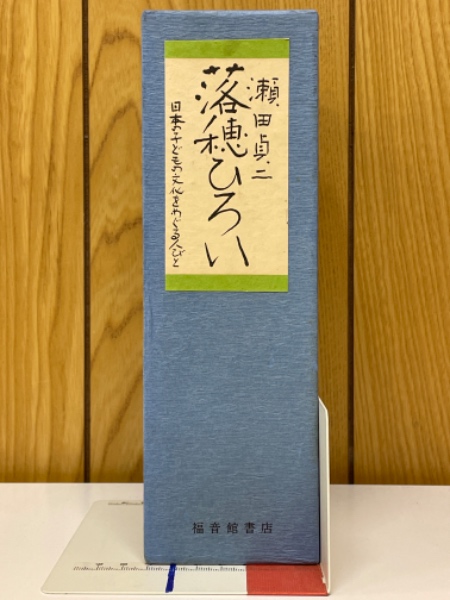 瀬田貞二
落穂ひろい
日本の子どもの文化をめぐる人びと
福音館書店